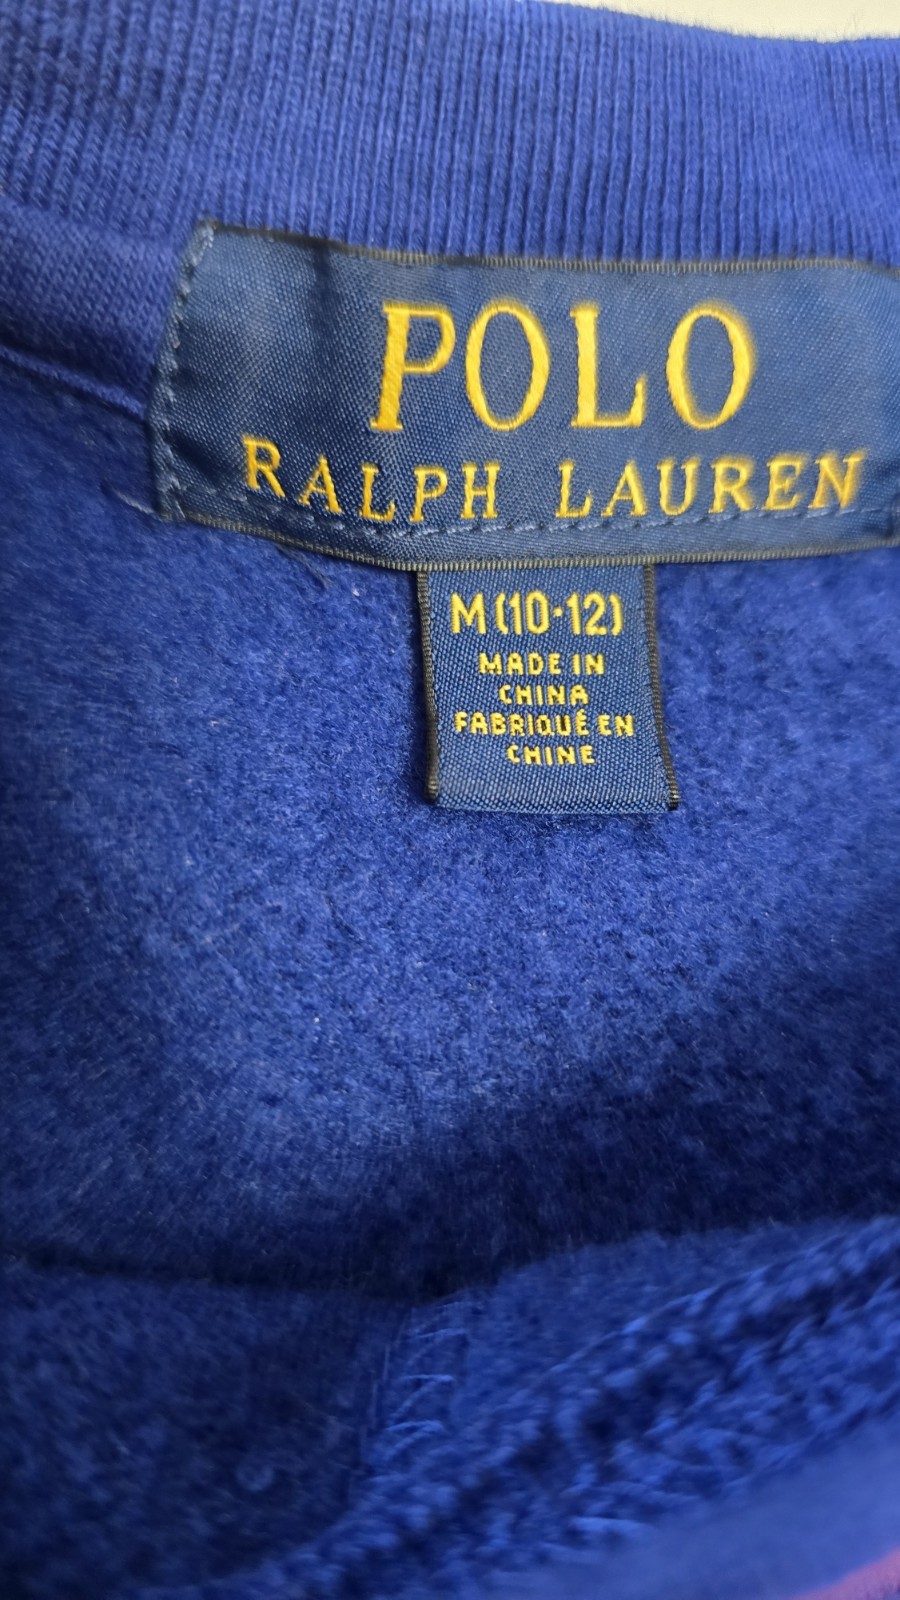 POLO
RALPH LAUREN
M(10·12)
MADE IN
CHINA
FABRIQUÉ EN
CHINE